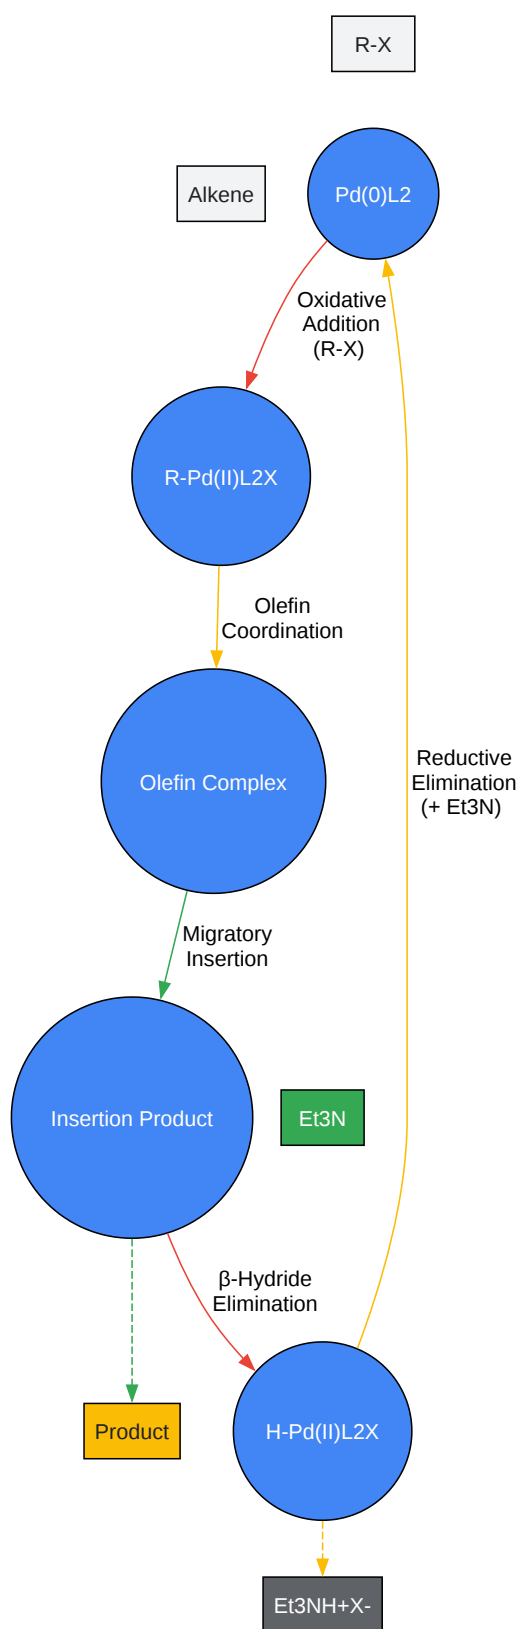 R-X
Alkene
Pd(0)L2
Oxidative
Addition
(R-X)
R-Pd(II)L2X
Olefin
Coordination
Olefin Complex
Reductive
Elimination
(+ Et3N)
Migratory
Insertion
Insertion Product
Et3N
β-Hydride
Elimination
Product
H-Pd(II)L2X
Et3NH+X-